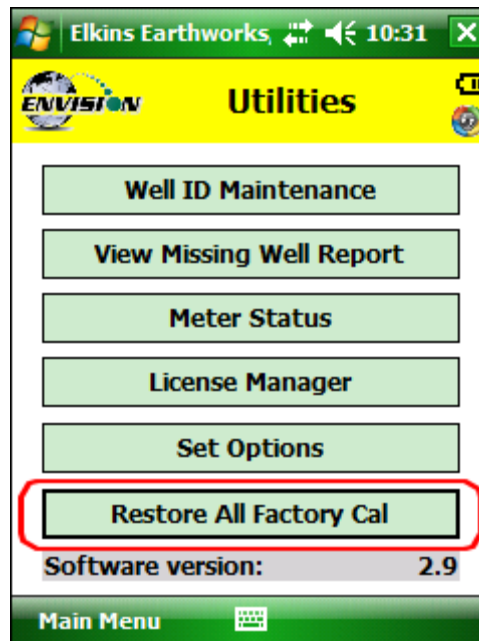 Elkins Earthworks, 10:31
ENVISION
Utilities
Well ID Maintenance
View Missing Well Report
Meter Status
License Manager
Set Options
Restore All Factory Cal
Software version: 2.9
Main Menu